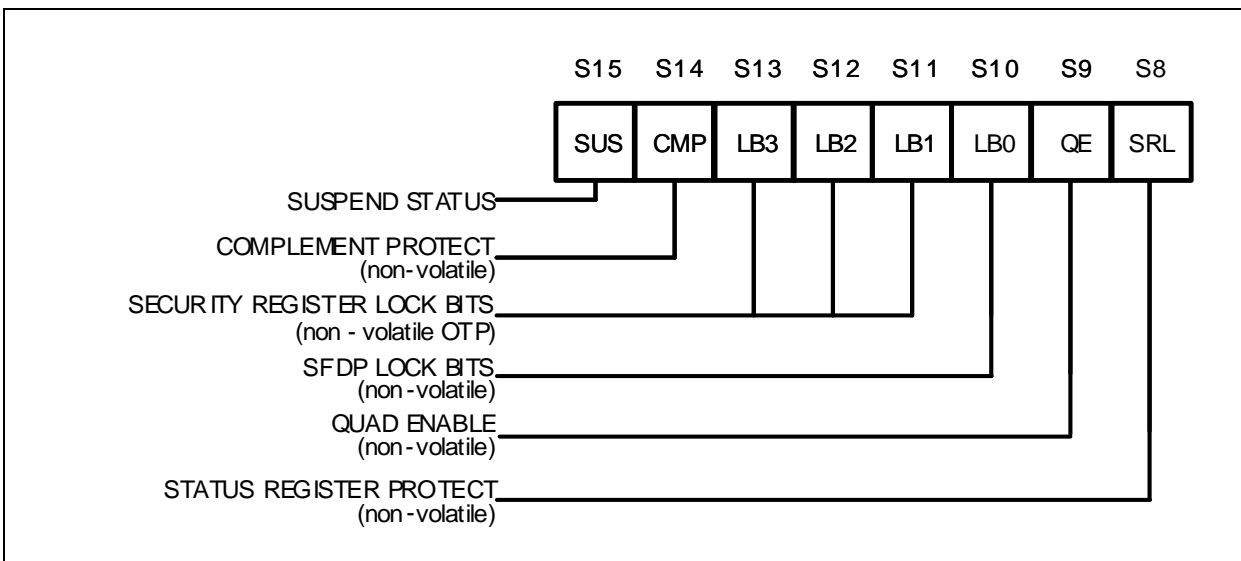 S15 S14 S13 S12 S11 S10 S9 S8
SUS CMP LB3 LB2 LB1 LB0 QE SRL
SUSPEND STATUS
COMPLEMENT PROTECT
(non-volatile)
SECURITY REGISTER LOCK BITS
(non - volatile OTP)
SFDP LOCK BITS
(non-volatile)
QUAD ENABLE
(non-volatile)
STATUS REGISTER PROTECT
(non-volatile)